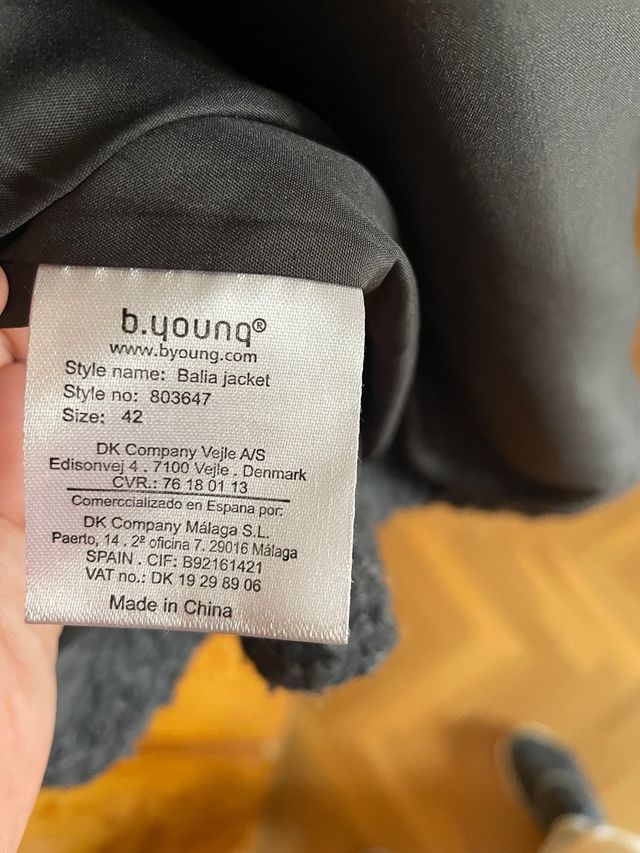 b.young®
www.byoung.com
Style name: Balia jacket
Style no: 803647
Size: 42
DK Company Vejle A/S
Edisonvej 4 . 7100 Vejle . Denmark
CVR.: 76 18 01 13
Comerccializado en España por:
DK Company Málaga S.L.
Paerto, 14 . 2º oficina 7. 29016 Málaga
SPAIN . CIF: B92161421
VAT no.: DK 19 29 89 06
Made in China